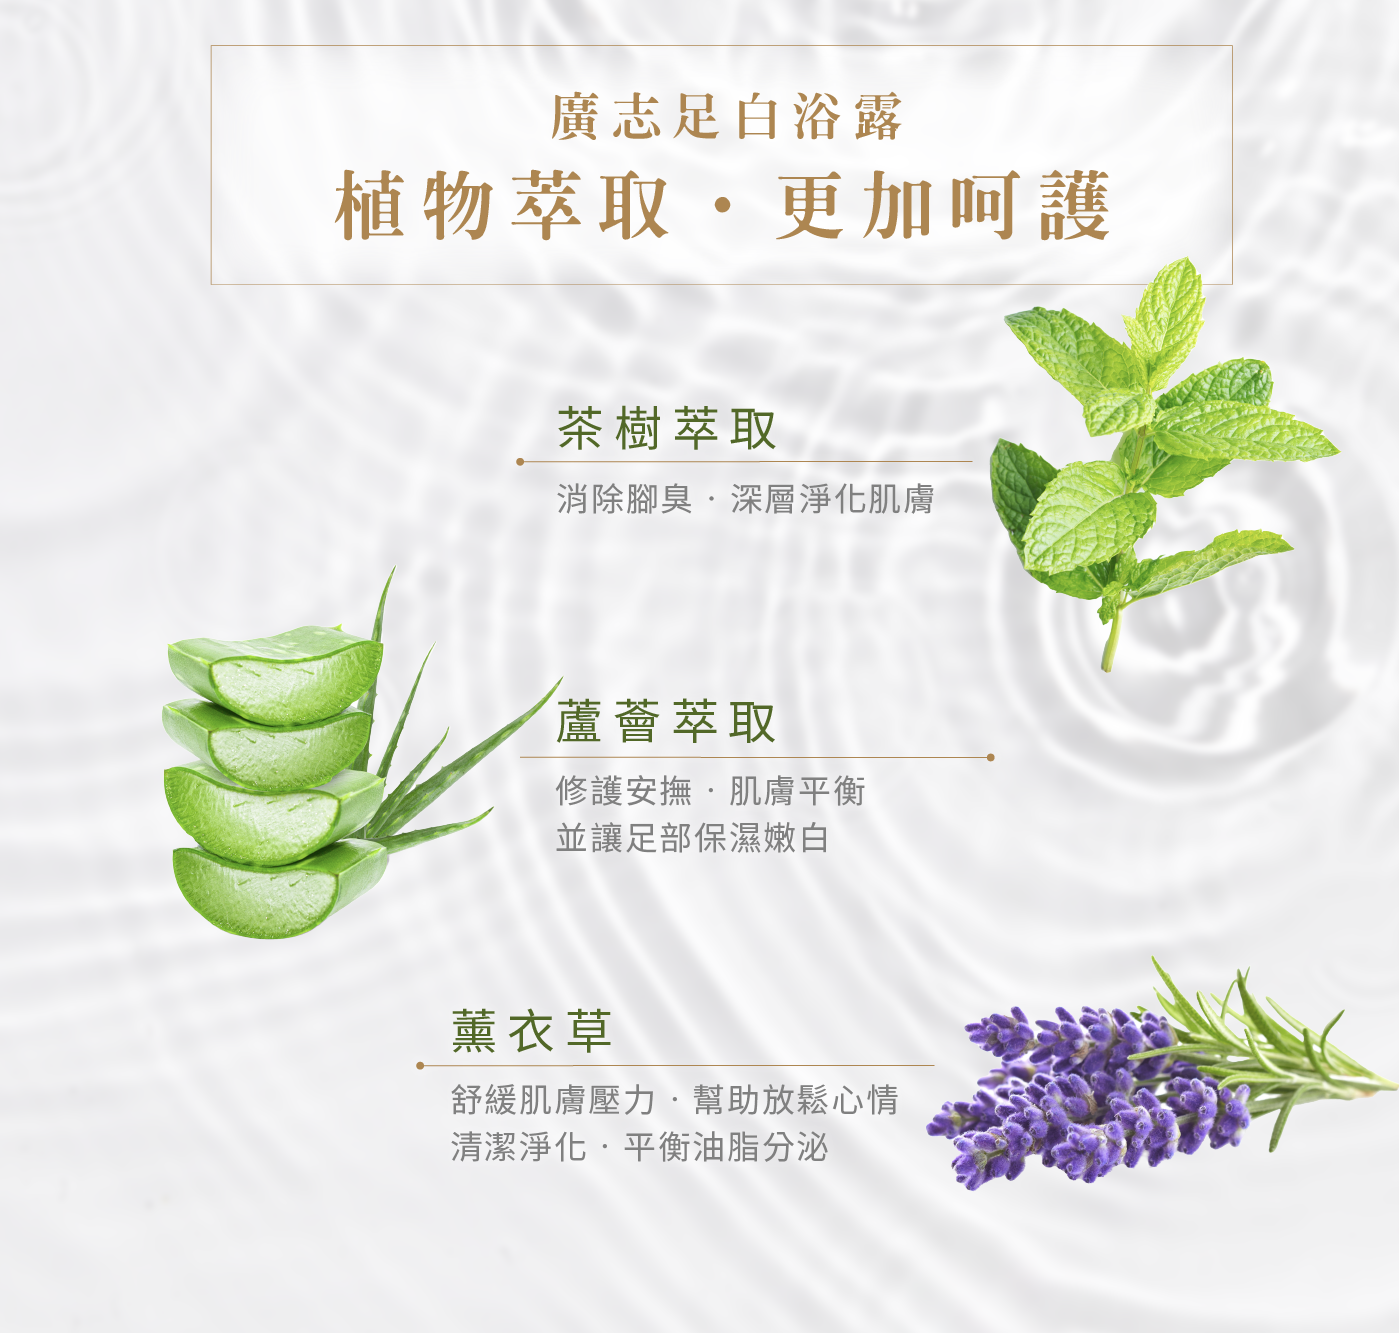 廣志足白浴露
植物萃取・更加呵護
茶樹萃取
消除腳臭・深層淨化肌膚
蘆薈萃取
修護安撫・肌膚平衡
並讓足部保濕嫩白
薰衣草
舒緩肌膚壓力・幫助放鬆心情
清潔淨化・平衡油脂分泌